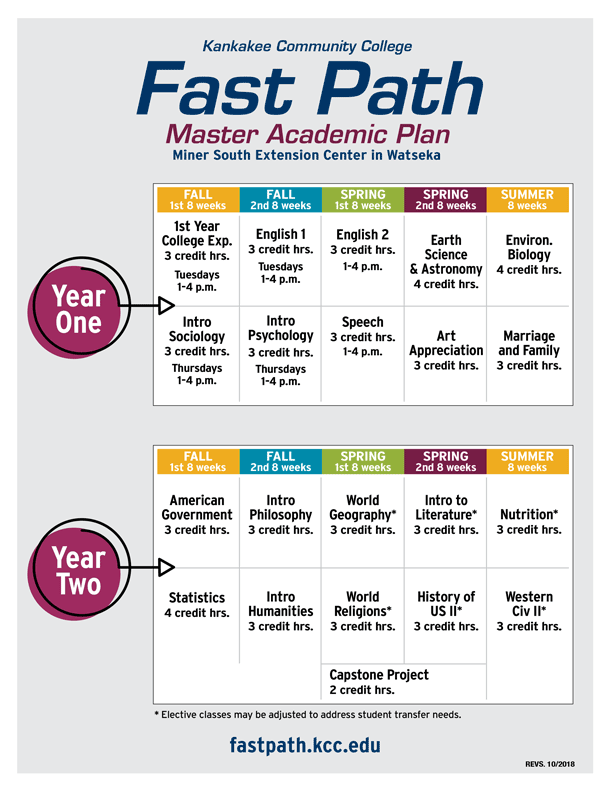 Kankakee Community College
Fast Path
Master Academic Plan
Miner South Extension Center in Watseka
FALL
1st 8 weeks
FALL
2nd 8 weeks
SPRING
1st 8 weeks
SPRING
2nd 8 weeks
SUMMER
8 weeks
Year
One
1st Year
College Exp.
3 credit hrs.
Tuesdays
1-4 p.m.
English 1
3 credit hrs.
Tuesdays
1-4 p.m.
English 2
3 credit hrs.
1-4 p.m.
Earth
Science
& Astronomy
4 credit hrs.
Environ.
Biology
4 credit hrs.
Intro
Sociology
3 credit hrs.
Thursdays
1-4 p.m.
Intro
Psychology
3 credit hrs.
Thursdays
1-4 p.m.
Speech
3 credit hrs.
1-4 p.m.
Art
Appreciation
3 credit hrs.
Marriage
and Family
3 credit hrs.
FALL
1st 8 weeks
FALL
2nd 8 weeks
SPRING
1st 8 weeks
SPRING
2nd 8 weeks
SUMMER
8 weeks
Year
Two
American
Government
3 credit hrs.
Intro
Philosophy
3 credit hrs.
World
Geography*
3 credit hrs.
Intro to
Literature*
3 credit hrs.
Nutrition*
3 credit hrs.
Statistics
4 credit hrs.
Intro
Humanities
3 credit hrs.
World
Religions*
3 credit hrs.
History of
US II*
3 credit hrs.
Western
Civ II*
3 credit hrs.
Capstone Project
2 credit hrs.
* Elective classes may be adjusted to address student transfer needs.
fastpath.kcc.edu
REVS. 10/2018